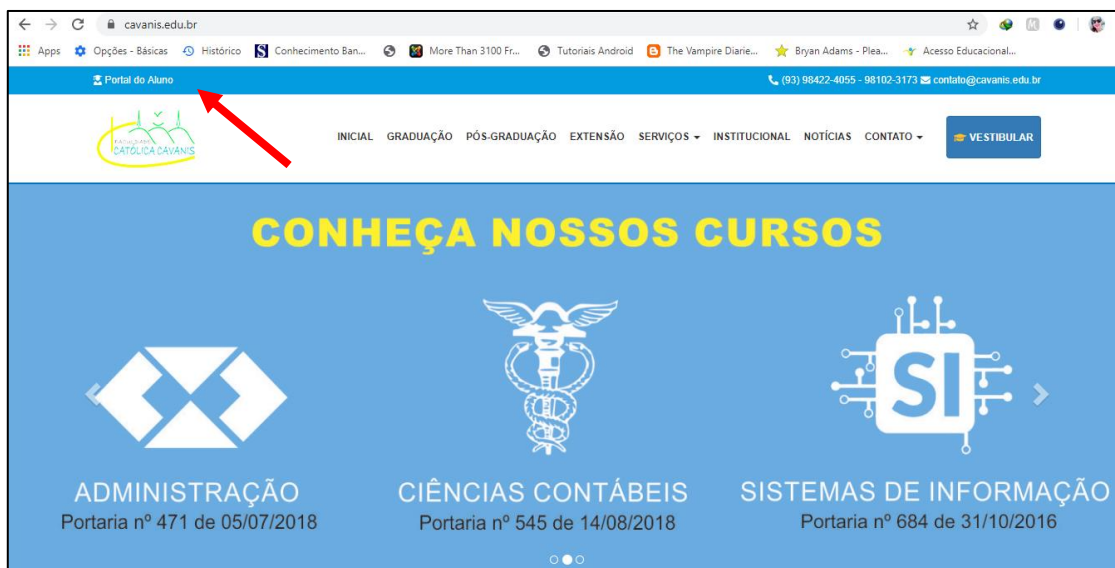 cavanis.edu.br
Apps Opções - Básicas Histórico Conhecimento Ban... More Than 3100 Fr... Tutoriais Android The Vampire Diarie... Bryan Adams - Plea... Acesso Educacional...
Portal do Aluno (93) 98422-4055 - 98102-3173 contato@cavanis.edu.br
FACULDADE
CATÓLICA CAVANIS
INICIAL GRADUAÇÃO PÓS-GRADUAÇÃO EXTENSÃO SERVIÇOS INSTITUCIONAL NOTÍCIAS CONTATO VESTIBULAR
CONHEÇA NOSSOS CURSOS
SI
ADMINISTRAÇÃO CIÊNCIAS CONTÁBEIS SISTEMAS DE INFORMAÇÃO
Portaria nº 471 de 05/07/2018 Portaria nº 545 de 14/08/2018 Portaria nº 684 de 31/10/2016